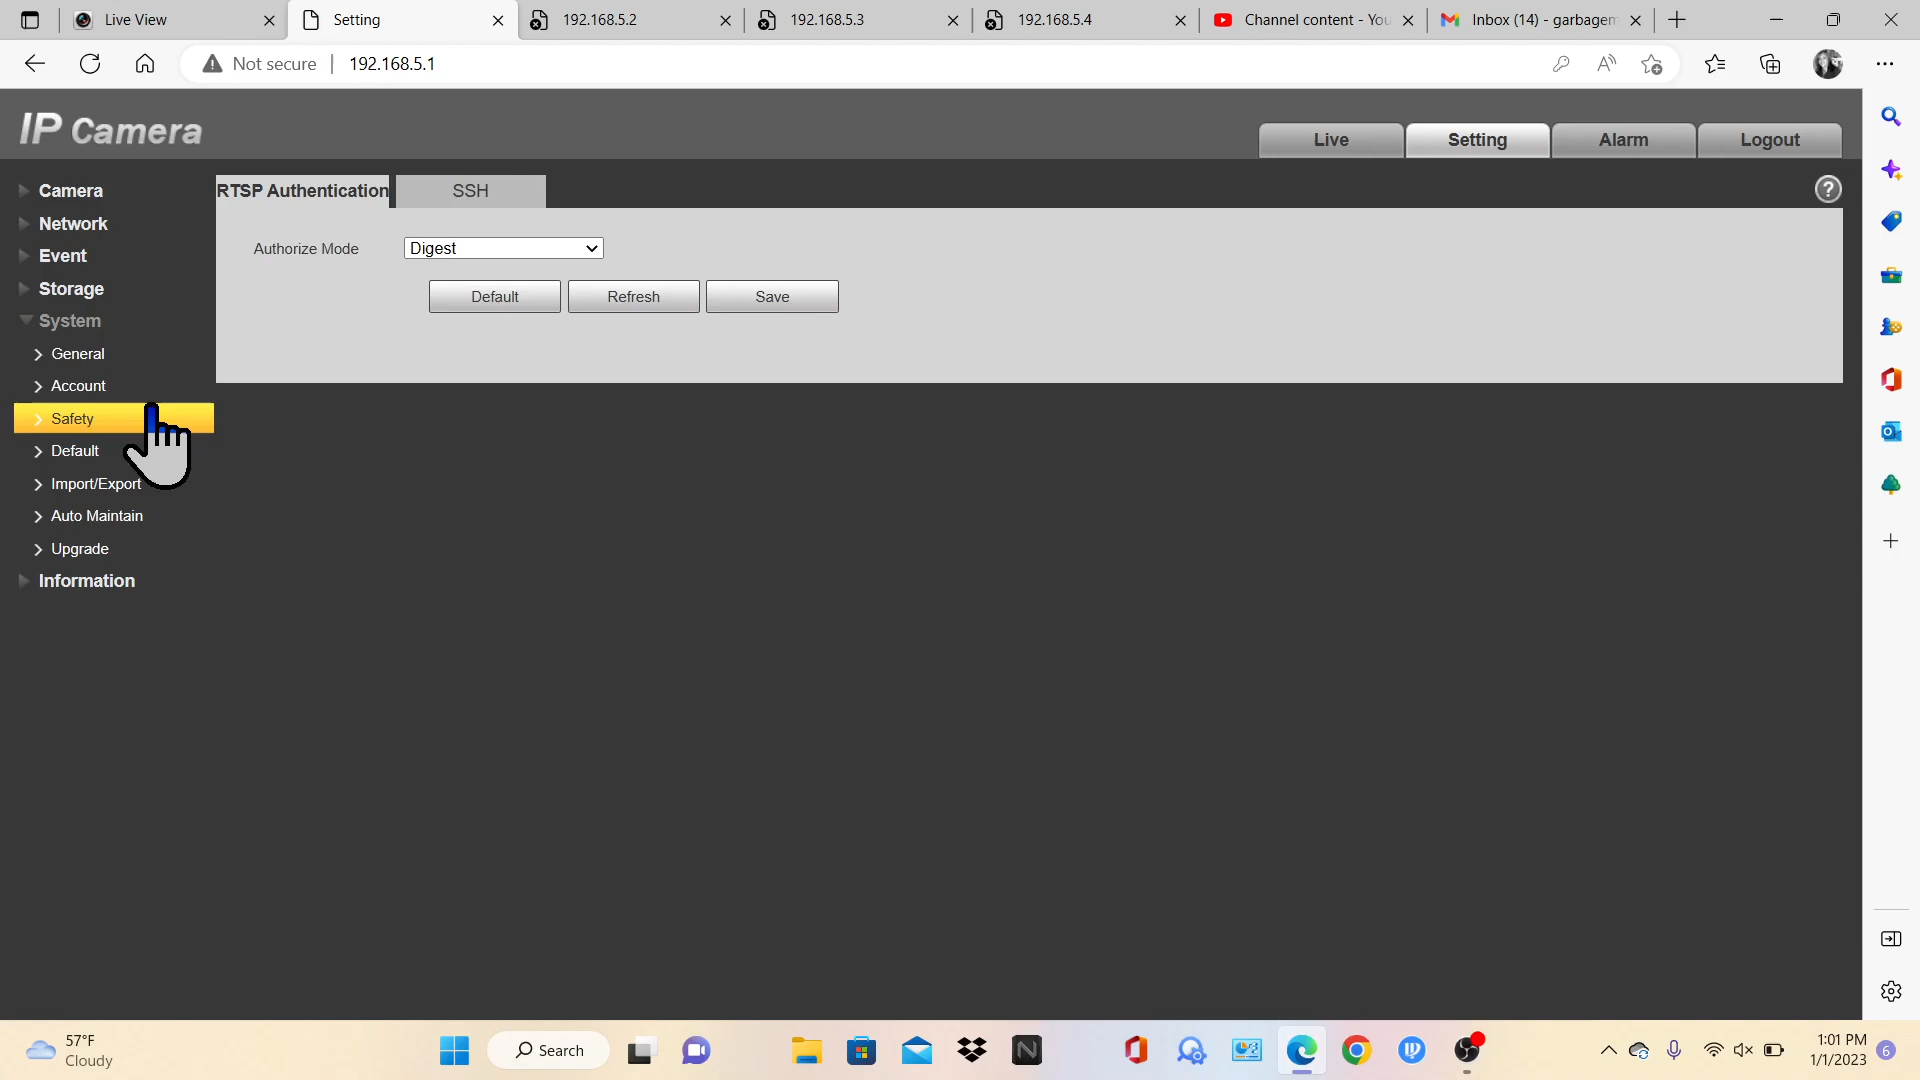 Live View
Setting
192.168.5.2
192.168.5.3
192.168.5.4
Channel content - You
Inbox (14) - garbagem
Not secure
192.168.5.1
IP Camera
Live
Setting
Alarm
Logout
Camera
Network
Event
Storage
System
General
Account
Safety
Default
Import/Export
Auto Maintain
Upgrade
Information
RTSP Authentication
SSH
Authorize Mode
Digest
Default
Refresh
Save
57°F
Cloudy
Search
1:01 PM
1/1/2023
6